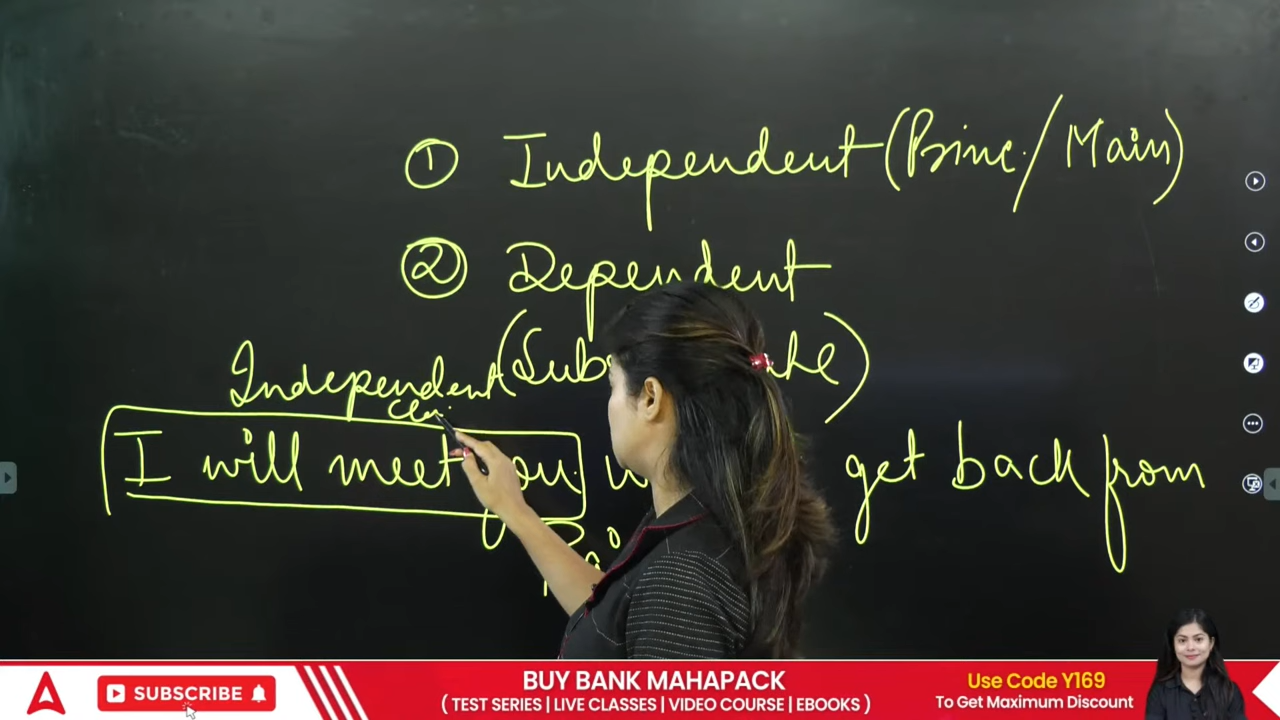 ① Independent (Princ./Main)
② Dependent
Independent
I will meet you get back from
SUBSCRIBE
BUY BANK MAHAPACK
( TEST SERIES | LIVE CLASSES | VIDEO COURSE | EBOOKS )
Use Code Y169
To Get Maximum Discount